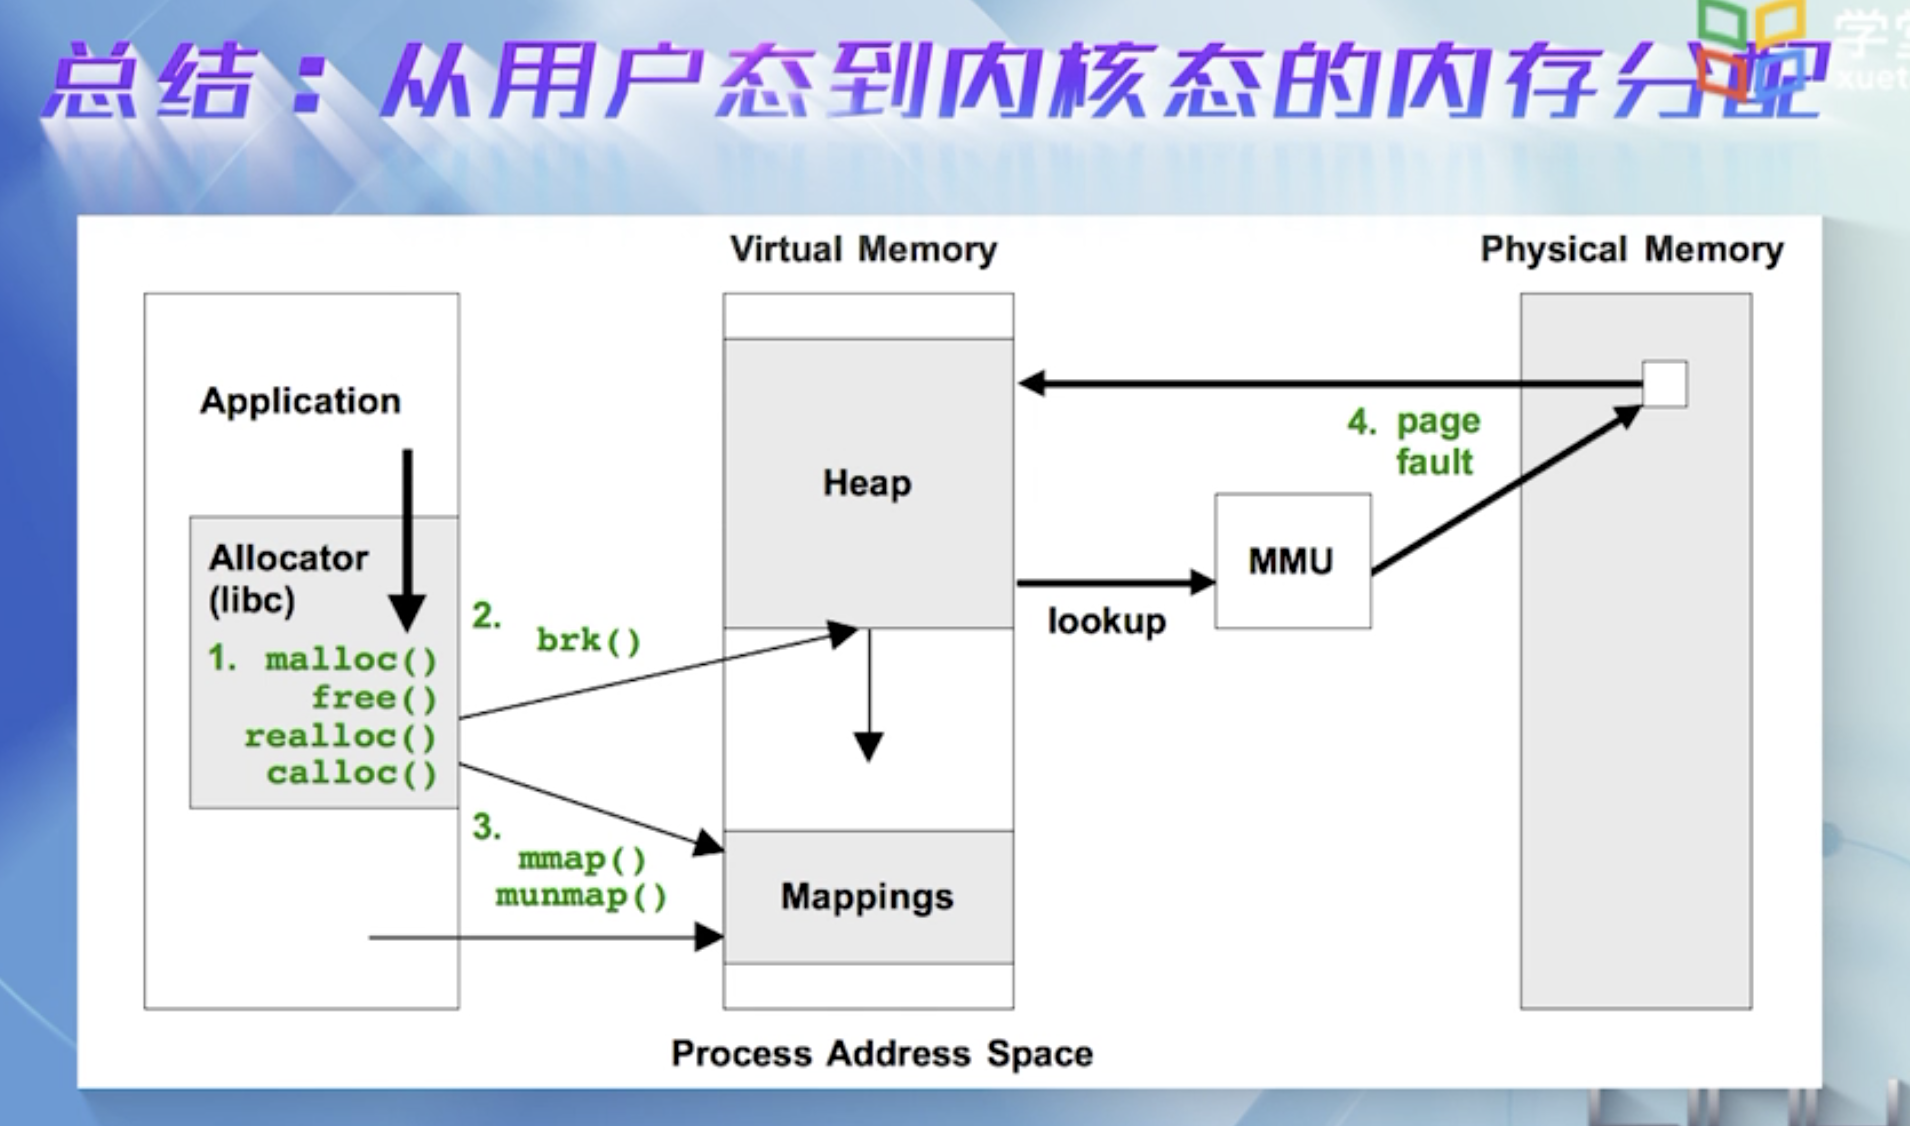 总结：从用户态到内核态的内存分配
学堂
xuet
Virtual Memory
Physical Memory
Application
Allocator
(libc)
1. malloc()
free()
realloc()
calloc()
2.
brk()
3.
mmap()
munmap()
Heap
Mappings
lookup
MMU
4. page
fault
Process Address Space